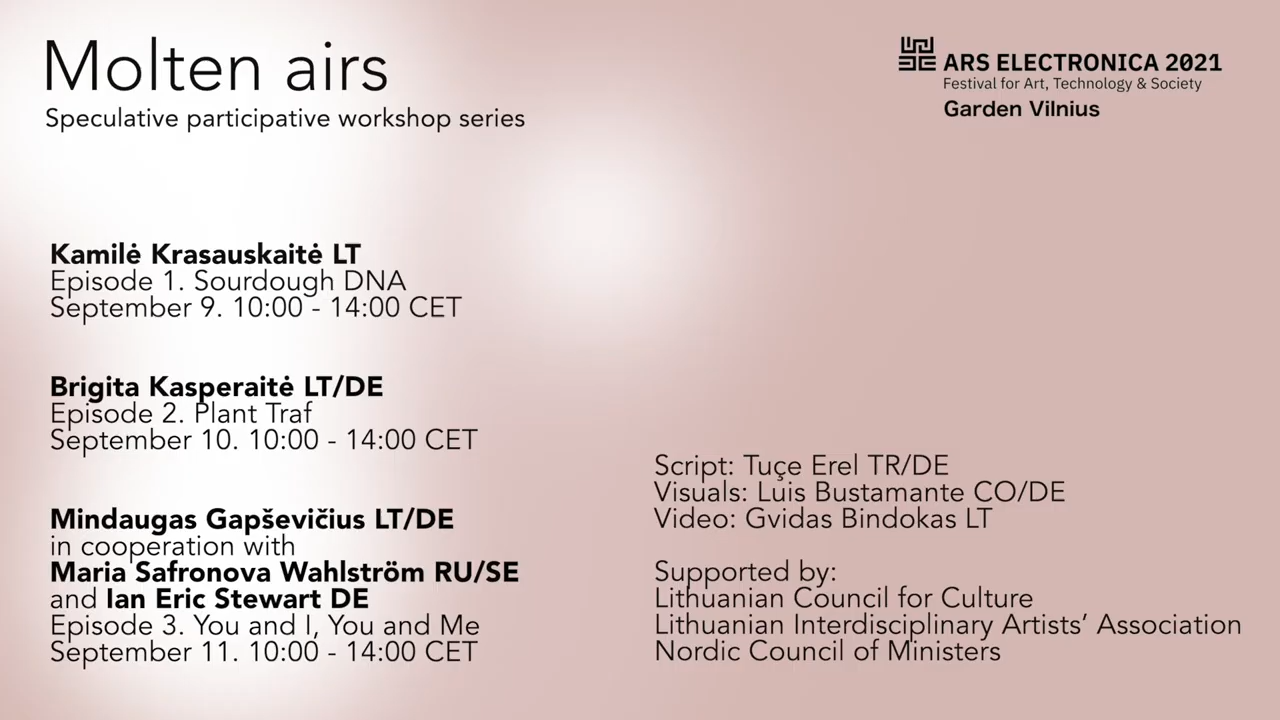 Molten airs
Speculative participative workshop series
ARS ELECTRONICA 2021
Festival for Art, Technology & Society
Garden Vilnius
Kamilė Krasauskaitė LT
Episode 1. Sourdough DNA
September 9. 10:00 - 14:00 CET
Brigita Kasperaitė LT/DE
Episode 2. Plant Traf
September 10. 10:00 - 14:00 CET
Mindaugas Gapševičius LT/DE
in cooperation with
Maria Safronova Wahlström RU/SE
and Ian Eric Stewart DE
Episode 3. You and I, You and Me
September 11. 10:00 - 14:00 CET
Script: Tuçe Erel TR/DE
Visuals: Luis Bustamante CO/DE
Video: Gvidas Bindokas LT
Supported by:
Lithuanian Council for Culture
Lithuanian Interdisciplinary Artists’ Association
Nordic Council of Ministers